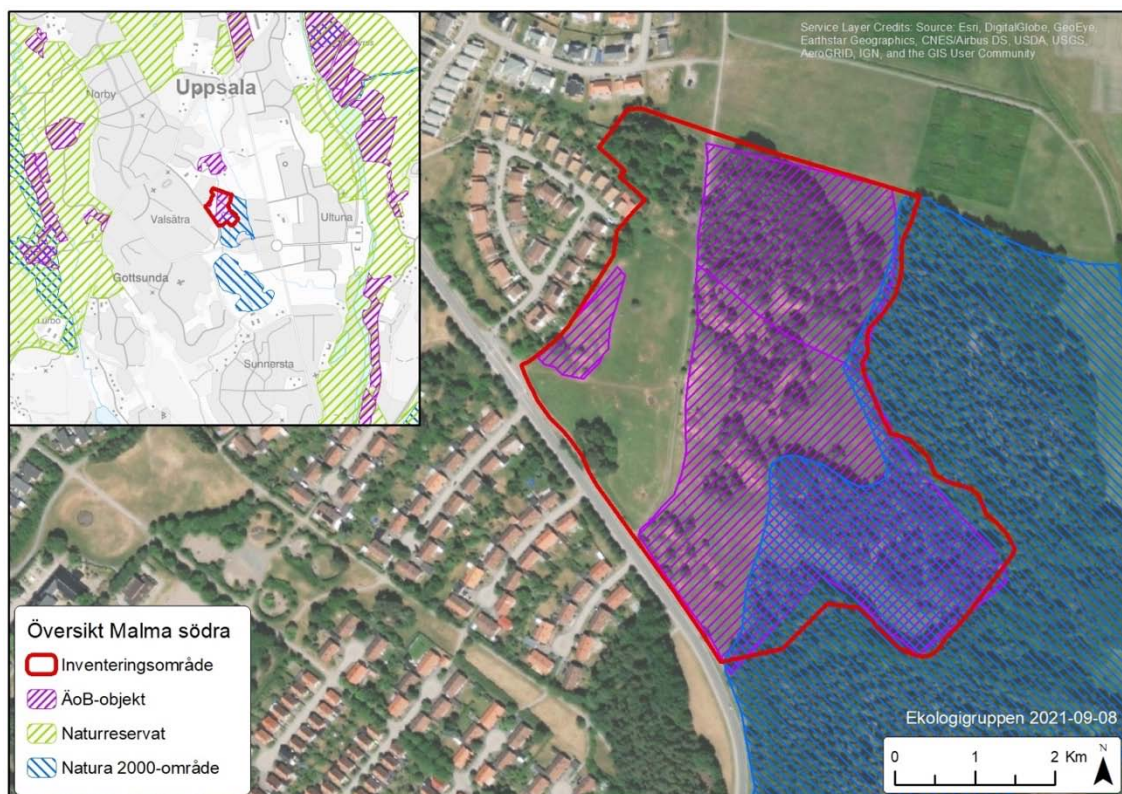 Service Layer Credits: Source: Esri, DigitalGlobe, GeoEye,
Earthstar Geographics, CNES/Airbus DS, USDA, USGS,
AeroGRID, IGN, and the GIS User Community
Uppsala
Norby
Valsätra
Ultuna
Gottsunda
Lurbo
Sunnersta
Översikt Malma södra
Inventeringsområde
ÄoB-objekt
Naturreservat
Natura 2000-område
Ekologigruppen 2021-09-08
0 1 2 Km
N